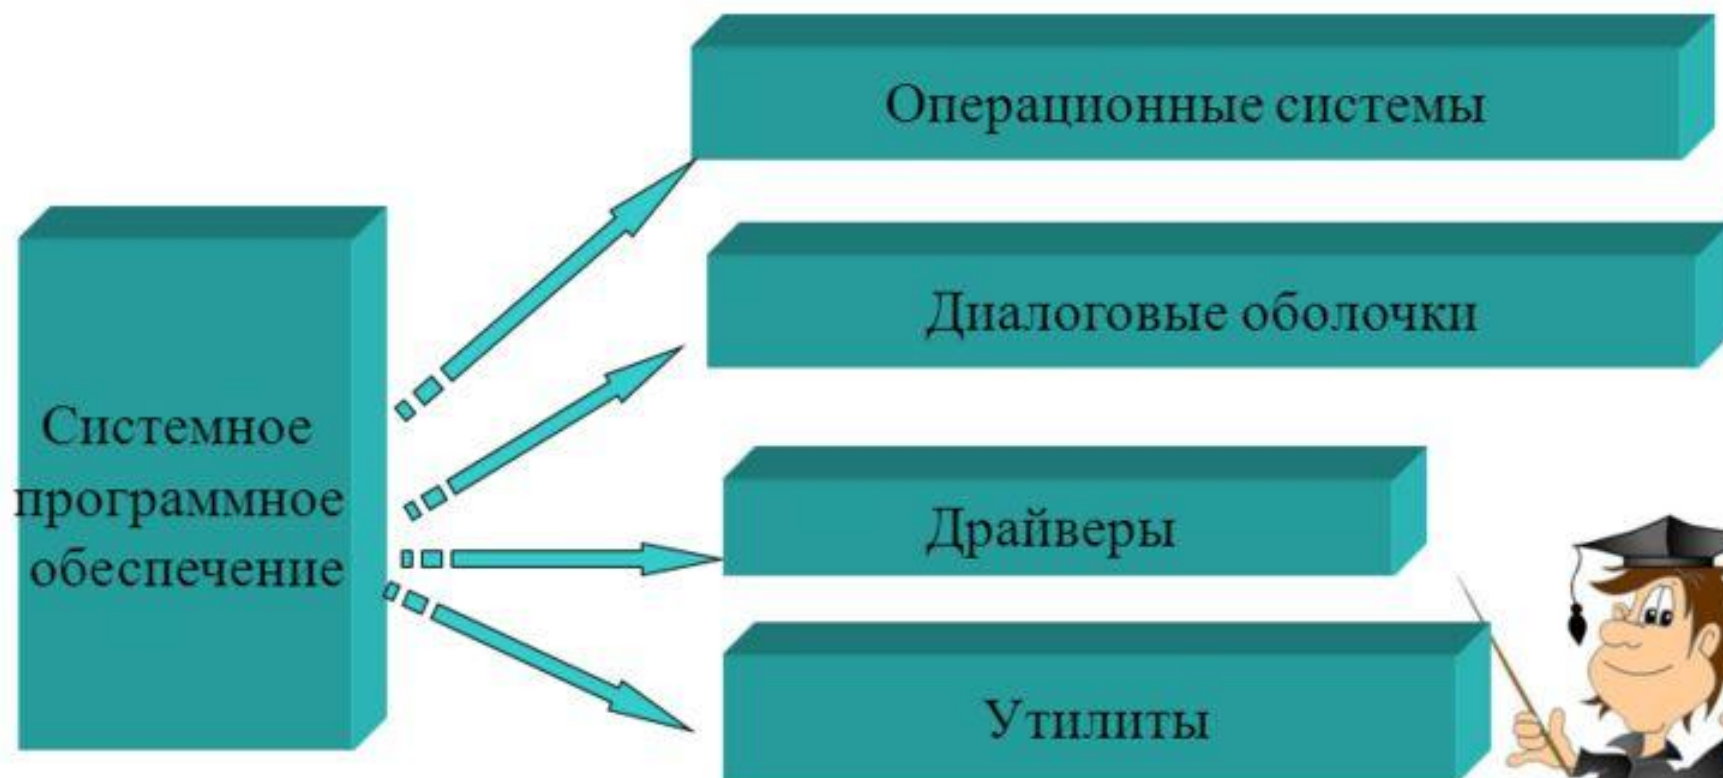 Операционные системы
Диалоговые оболочки
Системное
программное
обеспечение
Драйверы
Утилиты